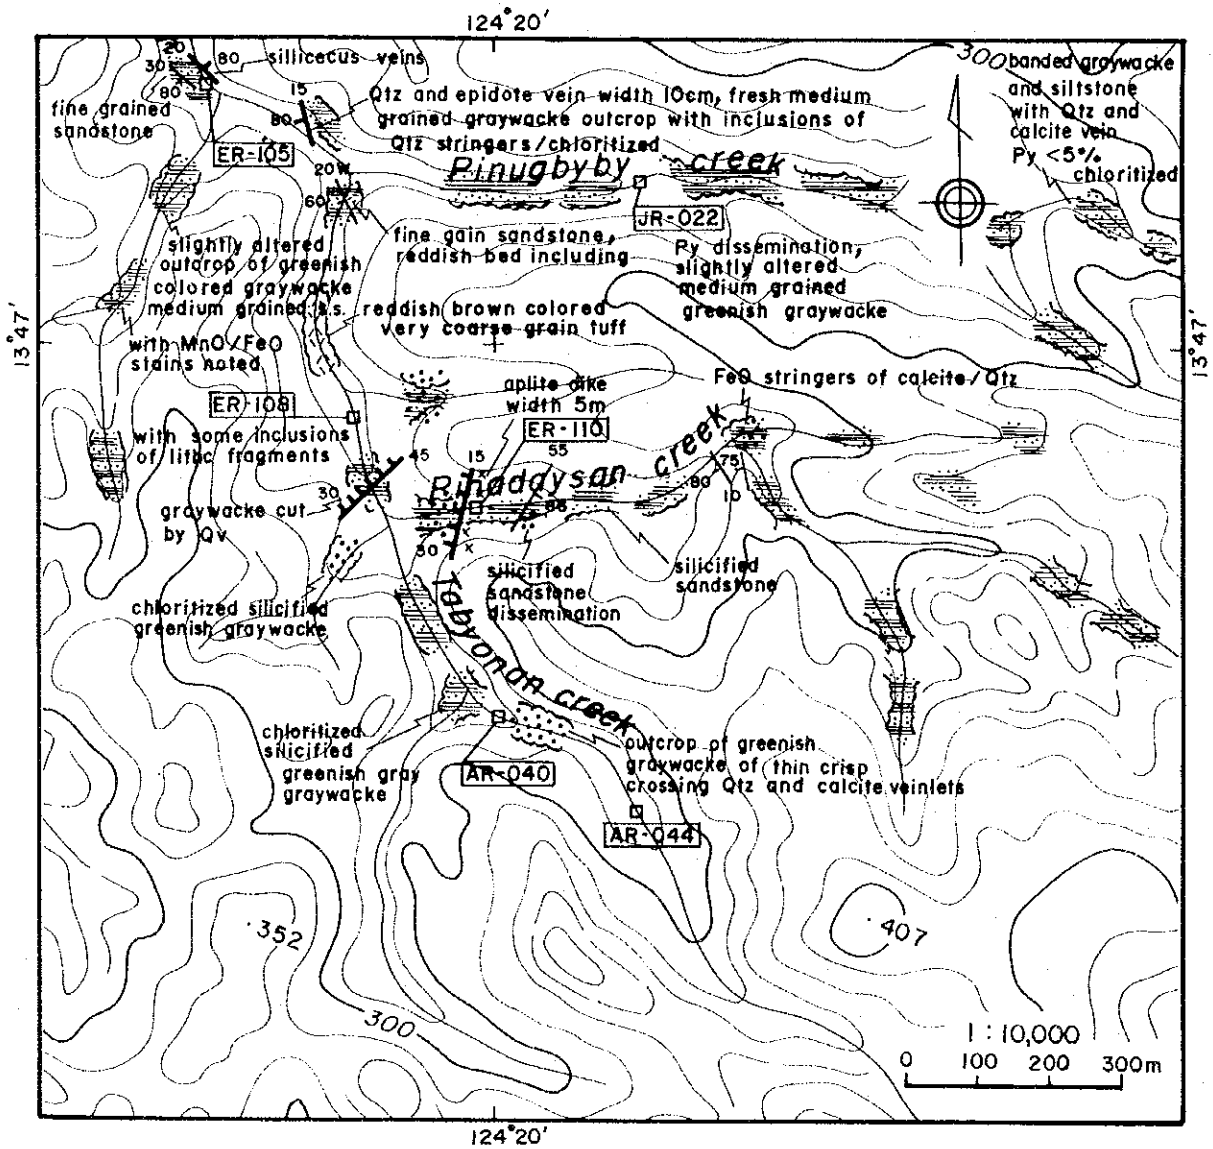 124°20'
20
30
80
80
sillicecus veins
fine grained
sandstone
ER-105
15
80
Qtz and epidote vein width 10cm, fresh medium
grained graywacke outcrop with inclusions of
Qtz stringers/chloritized
300
banded graywacke
and siltstone
with Qtz and
calcite vein
Py <5%
chloritized
Pinugbyby creek
JR-022
20W
60
fine gain sandstone,
reddish bed including
Py dissemination,
slightly altered
medium grained
greenish graywacke
slightly altered
outcrop of greenish
colored graywacke
medium grained s.s.
reddish brown colored
very coarse grain tuff
13°47'
13°47'
with MnO/FeO
stains noted
ER-108
aplite dike
width 5m
ER-110
FeO stringers of calcite/Qtz
with some inclusions
of lithic fragments
45
30
15
55
30
75
80
10
Pinaddysan creek
graywacke cut
by Qv
silicified
sandstone
dissemination
silicified
sandstone
chloritized silicified
greenish graywacke
Tabyonan creek
chloritized
silicified
greenish gray
graywacke
AR-040
outcrop of greenish
graywacke of thin crisp
crossing Qtz and calcite veinlets
AR-044
·352
·407
300
1 : 10,000
0 100 200 300m
124°20'